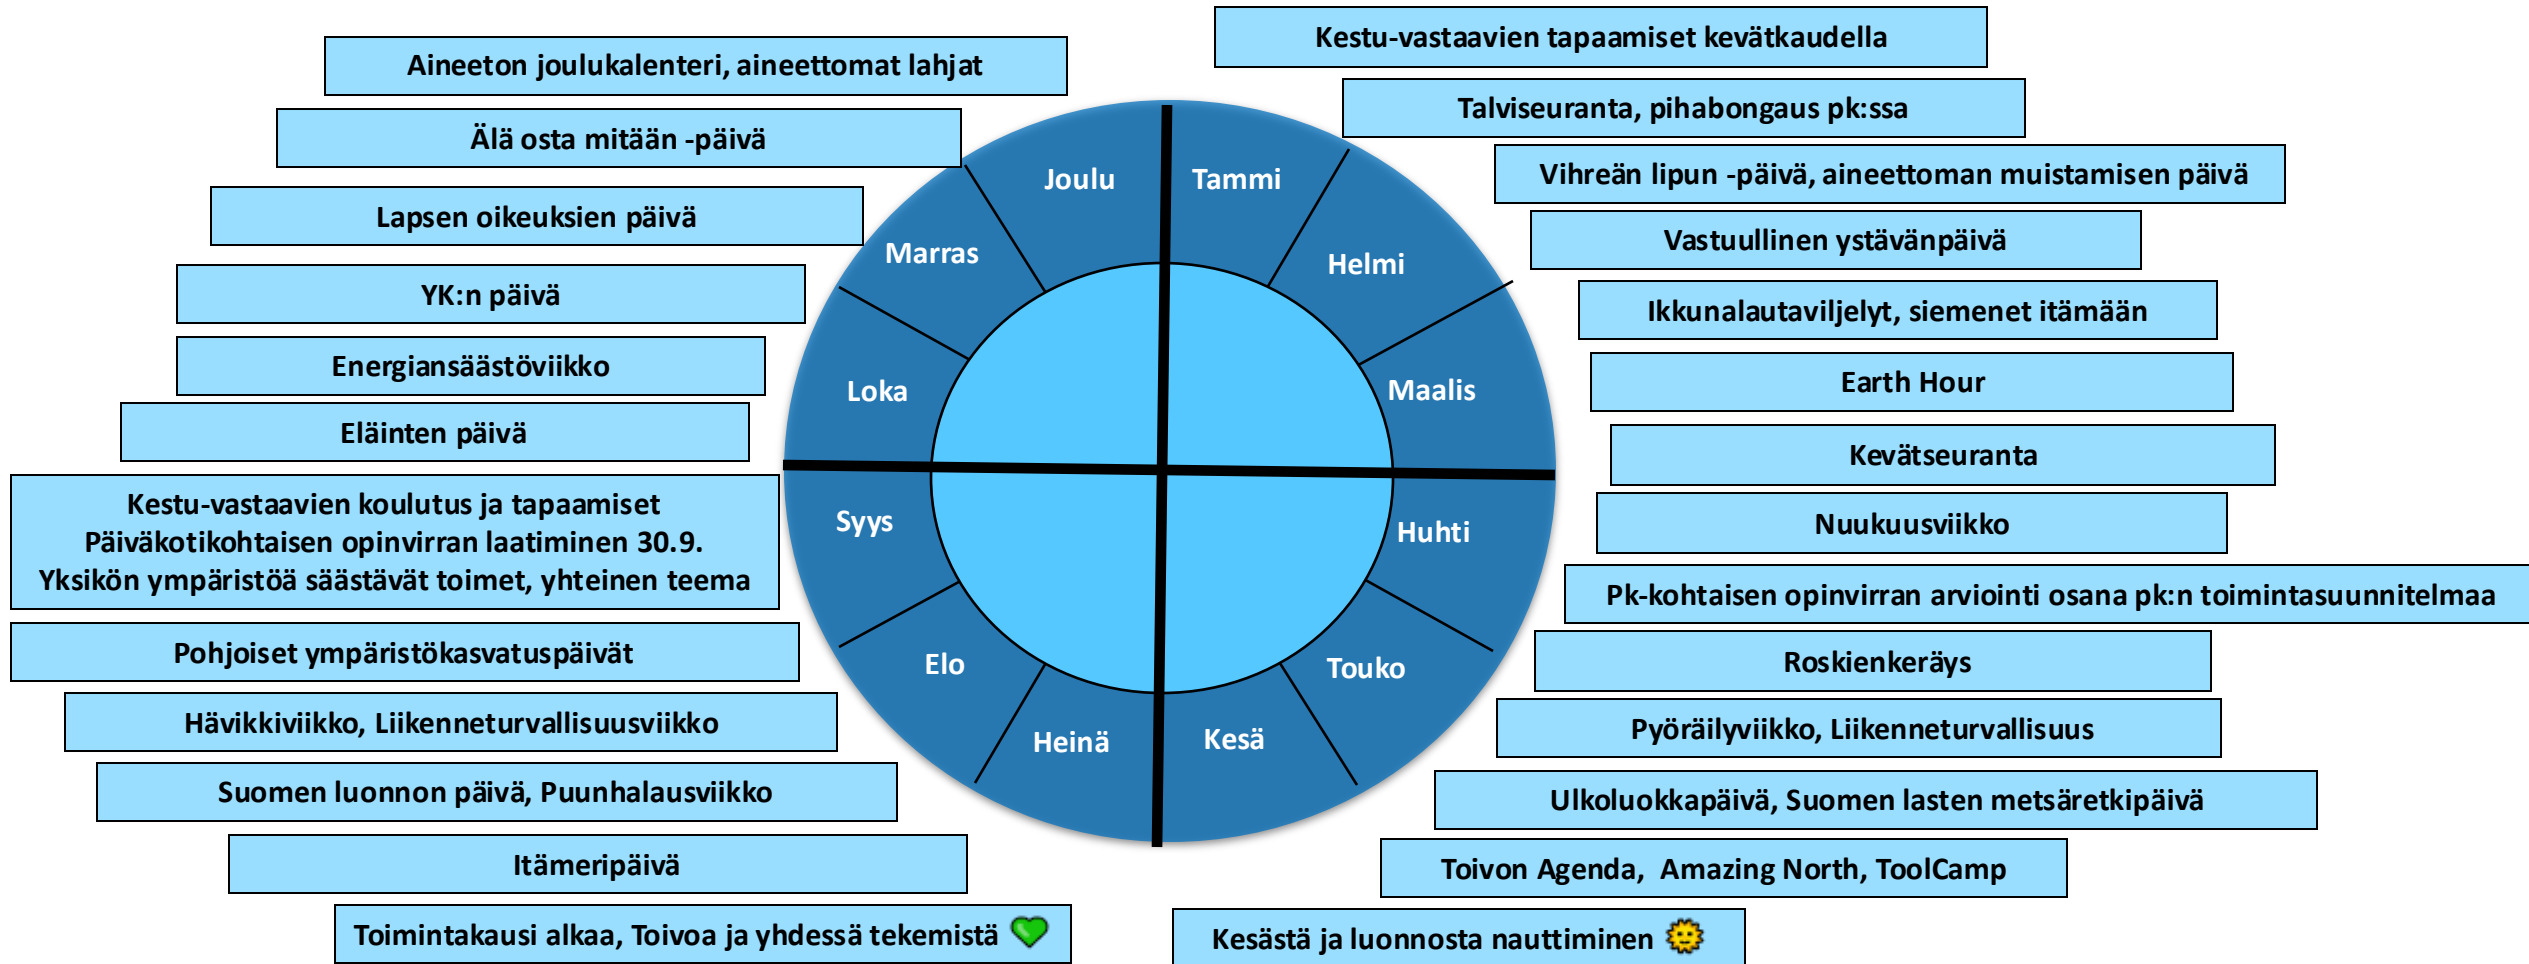 Kestu-vastaavien tapaamiset kevätkaudella
Talviseuranta, pihabongaus pk:ssa
Vihreän lipun -päivä, aineettoman muistamisen päivä
Vastuullinen ystävänpäivä
Ikkunalautaviljelyt, siemenet itämään
Earth Hour
Kevätseuranta
Nuukuusviikko
Pk-kohtaisen opinvirran arviointi osana pk:n toimintasuunnitelmaa
Roskienkeräys
Pyöräilyviikko, Liikenneturvallisuus
Ulkoluokkapäivä, Suomen lasten metsäretkipäivä
Toivon Agenda, Amazing North, ToolCamp
Kesästä ja luonnosta nauttiminen
Aineeton joulukalenteri, aineettomat lahjat
Älä osta mitään -päivä
Lapsen oikeuksien päivä
YK:n päivä
Energiansäästöviikko
Eläinten päivä
Kestu-vastaavien koulutus ja tapaamiset
Päiväkotikohtaisen opinvirran laatiminen 30.9.
Yksikön ympäristöä säästävät toimet, yhteinen teema
Pohjoiset ympäristökasvatuspäivät
Hävikkiviikko, Liikenneturvallisuusviikko
Suomen luonnon päivä, Puunhalausviikko
Itämeripäivä
Toimintakausi alkaa, Toivoa ja yhdessä tekemistä
Tammi
Helmi
Maalis
Huhti
Touko
Kesä
Heinä
Elo
Syys
Loka
Marras
Joulu